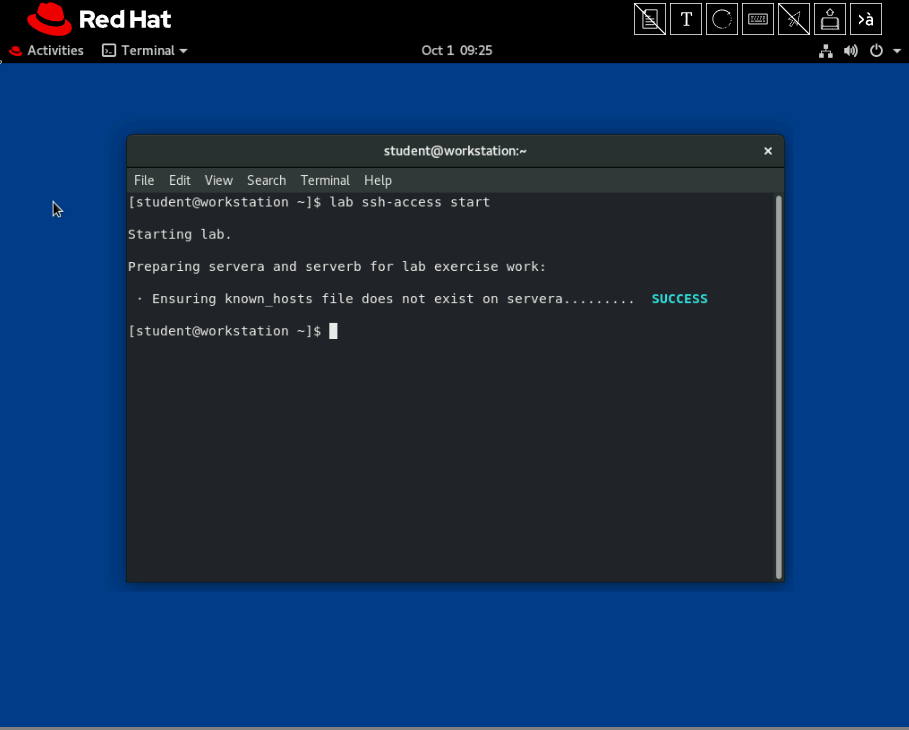 Red Hat
T
>à
Activities Terminal Oct 1 09:25
student@workstation:~ ×
File Edit View Search Terminal Help
[student@workstation ~]$ lab ssh-access start
Starting lab.
Preparing servera and serverb for lab exercise work:
· Ensuring known_hosts file does not exist on servera......... SUCCESS
[student@workstation ~]$